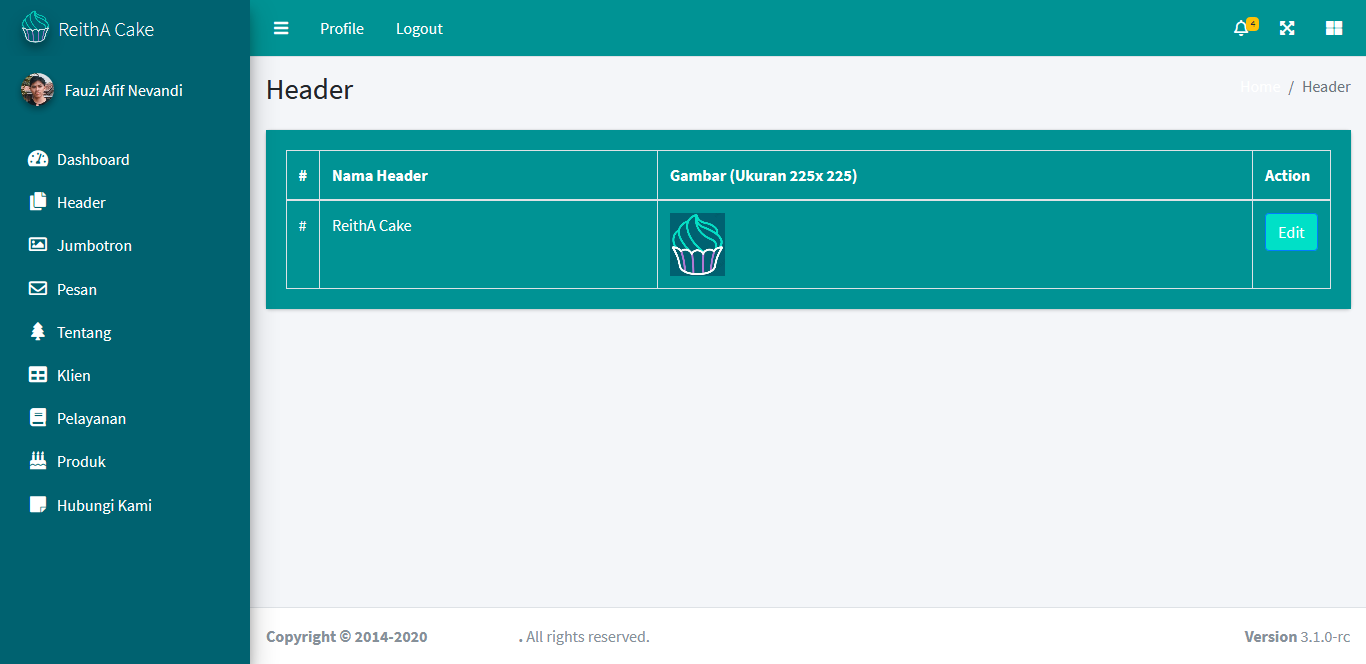 ReithA Cake
Profile
Logout
4
Fauzi Afif Nevandi
Header
Home / Header
Dashboard
Header
Jumbotron
Pesan
Tentang
Klien
Pelayanan
Produk
Hubungi Kami
# Nama Header Gambar (Ukuran 225x 225) Action
# ReithA Cake Edit
Copyright © 2014-2020 . All rights reserved.
Version 3.1.0-rc